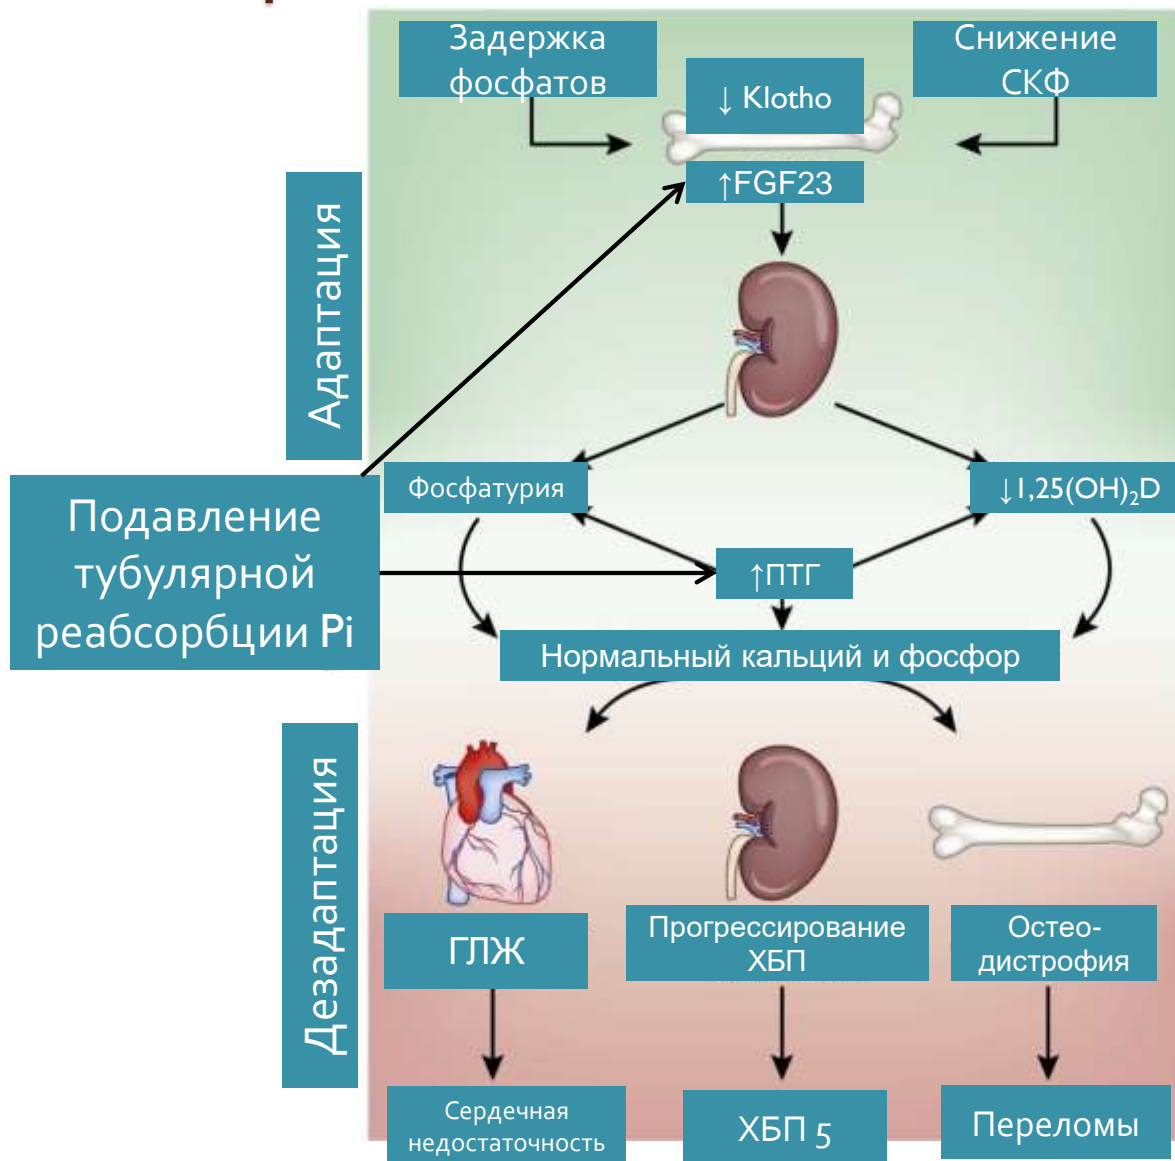 Задержка
фосфатов
↓ Klotho
Снижение
СКФ
↑FGF23
Адаптация
Фосфатурия
↓1,25(OH)₂D
Подавление
тубулярной
реабсорбции Pi
↑ПТГ
Нормальный кальций и фосфор
Дезадаптация
ГЛЖ
Прогрессирование
ХБП
Остео-
дистрофия
Сердечная
недостаточность
ХБП 5
Переломы